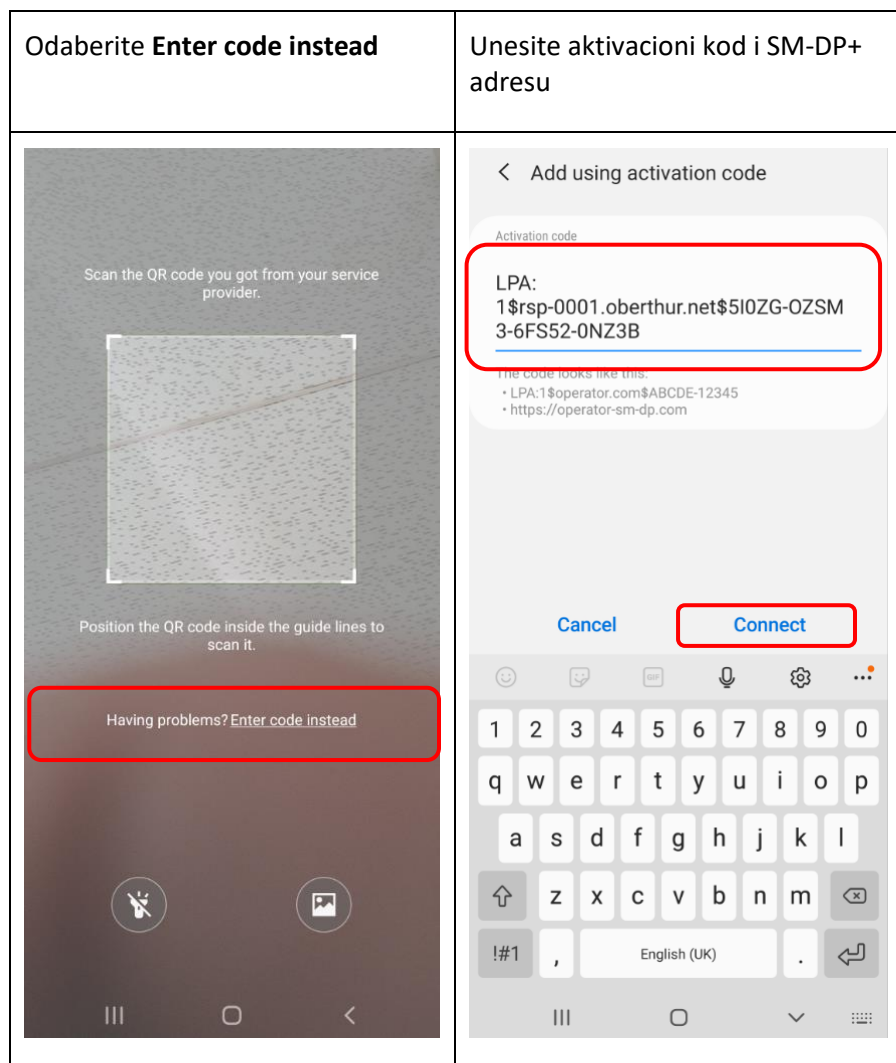 Odaberite Enter code instead
Unesite aktivacioni kod i SM-DP+
adresu
Scan the QR code you got from your service
provider.
Position the QR code inside the guide lines to
scan it.
Having problems? Enter code instead
Add using activation code
Activation code
LPA:
1$rsp-0001.oberthur.net$5I0ZG-OZSM
3-6FS52-0NZ3B
The code looks like this:
• LPA:1$operator.com$ABCDE-12345
• https://operator-sm-dp.com
Cancel Connect
GIF
1 2 3 4 5 6 7 8 9 0
q w e r t y u i o p
a s d f g h j k l
z x c v b n m
!#1 , English (UK) .